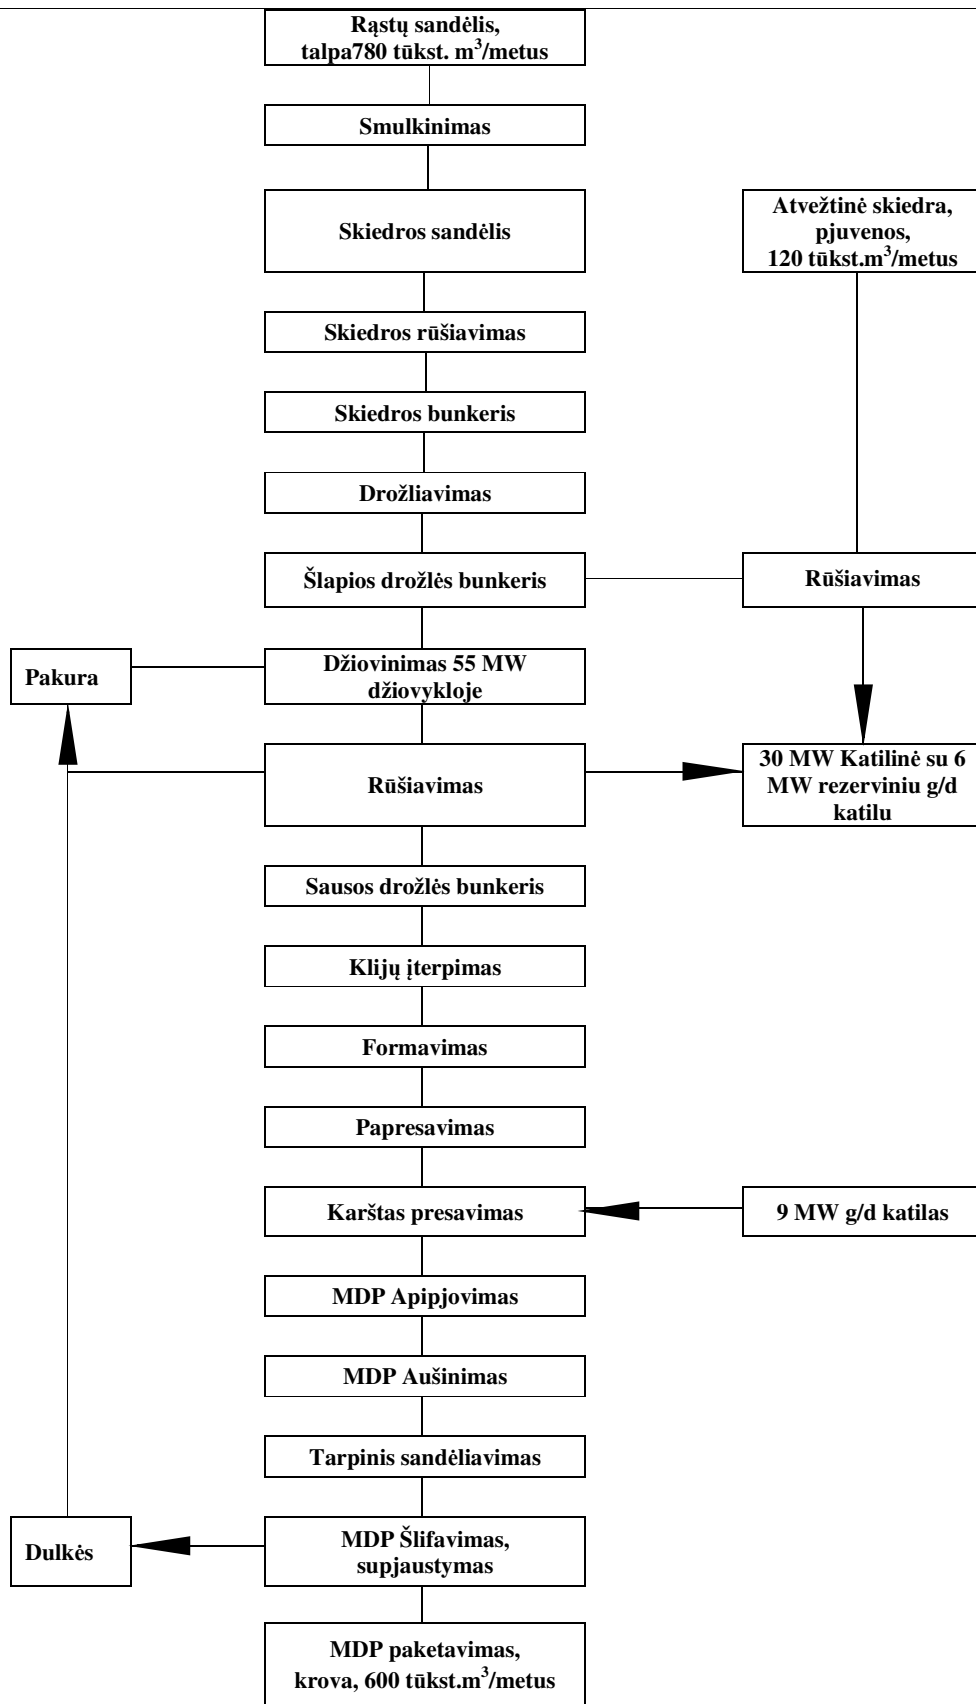 Rąstų sandėlis,
talpa780 tūkst. m³/metus
Smulkinimas
Skiedros sandėlis
Atvežtinė skiedra,
pjuvenos,
120 tūkst.m³/metus
Skiedros rūšiavimas
Skiedros bunkeris
Drožliavimas
Šlapios drožlės bunkeris
Rūšiavimas
Pakura
Džiovinimas 55 MW
džiovykloje
Rūšiavimas
30 MW Katilinė su 6
MW rezerviniu g/d
katilu
Sausos drožlės bunkeris
Klijų įterpimas
Formavimas
Papresavimas
Karštas presavimas
9 MW g/d katilas
MDP Apipjovimas
MDP Aušinimas
Tarpinis sandėliavimas
Dulkės
MDP Šlifavimas,
supjaustymas
MDP paketavimas,
krova, 600 tūkst.m³/metus